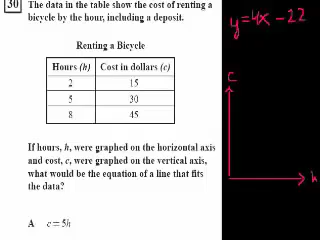 30 The data in the table show the cost of renting a
bicycle by the hour, including a deposit.
Renting a Bicycle
Hours (h) Cost in dollars (c)
2 15
5 30
8 45
If hours, h, were graphed on the horizontal axis
and cost, c, were graphed on the vertical axis,
what would be the equation of a line that fits
the data?
A c = 5h
y = 4x - 22
c
h